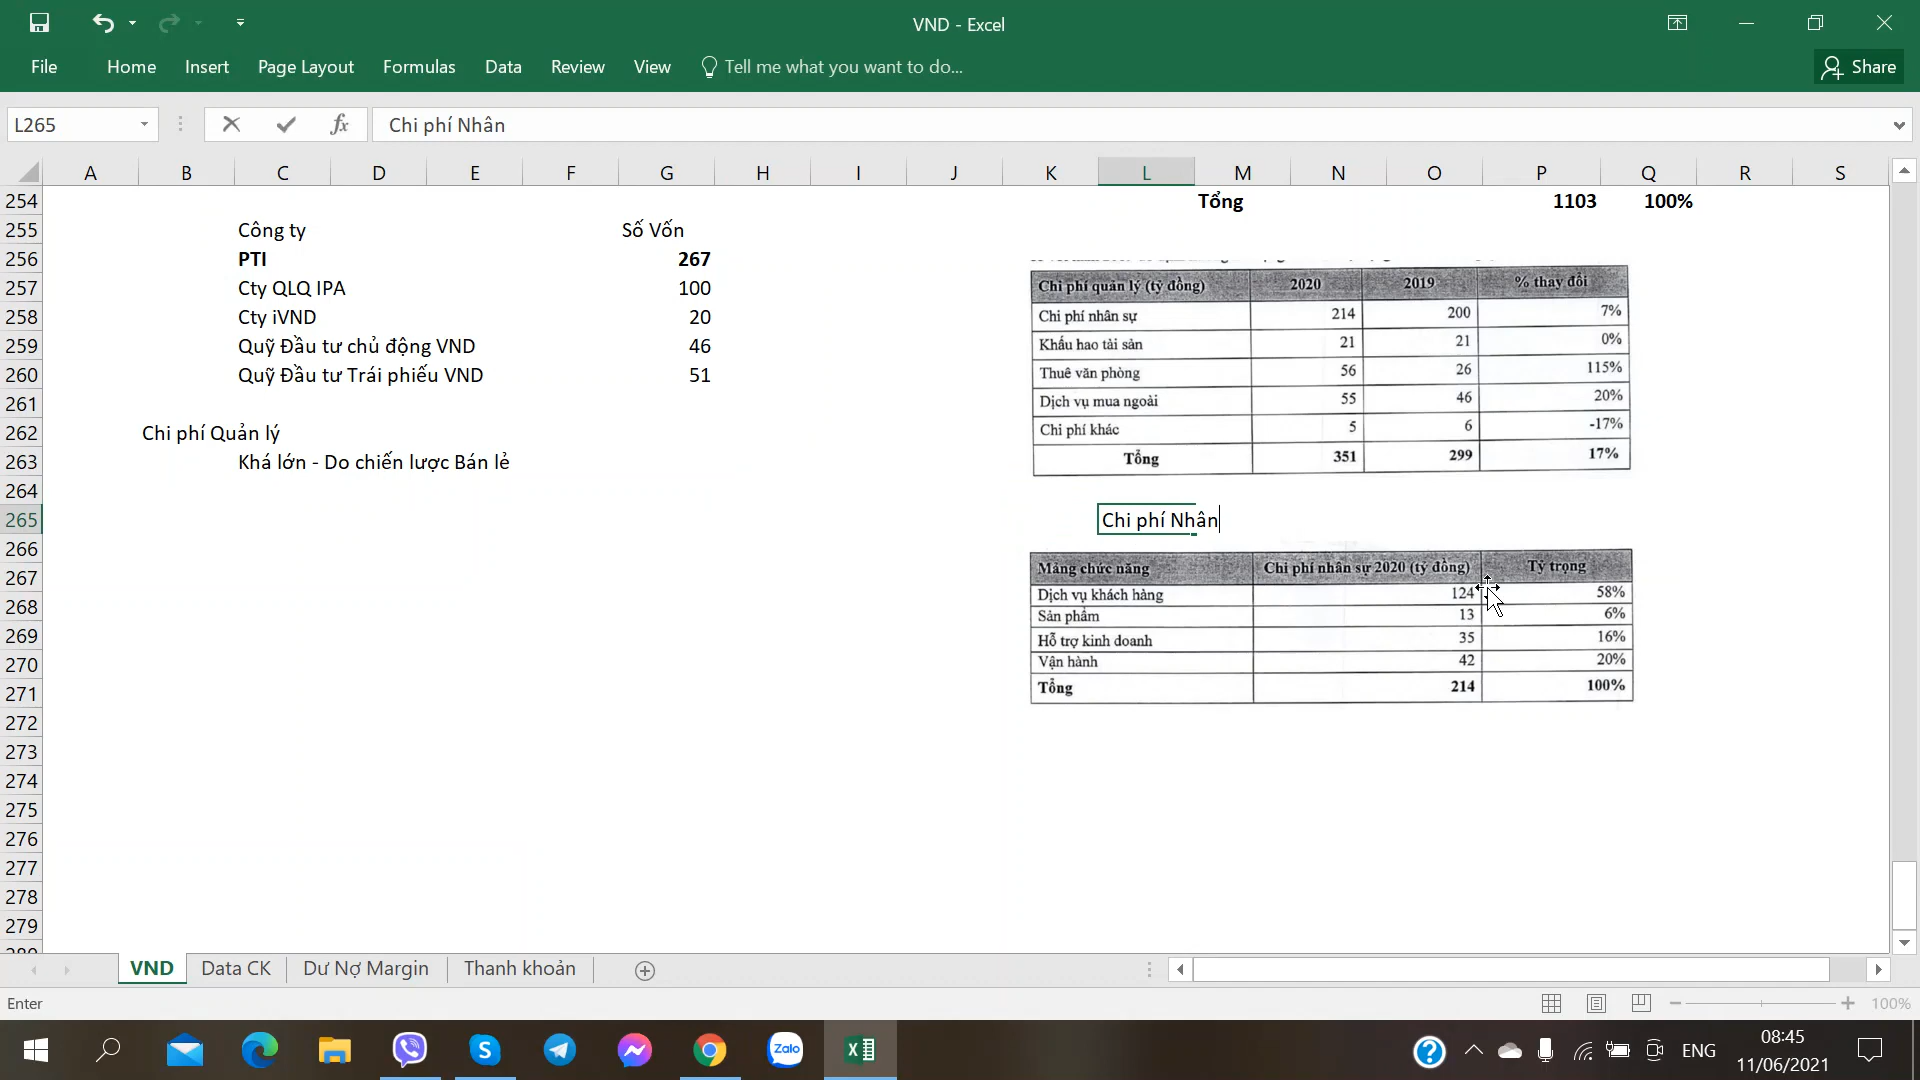 VND - Excel
File Home Insert Page Layout Formulas Data Review View Tell me what you want to do... Share
L265 fx Chi phí Nhân
A B C D E F G H I J K L M N O P Q R S
254 Tổng 1103 100%
255 Công ty Số Vốn
256 PTI 267
257 Cty QLQ IPA 100
258 Cty iVND 20
259 Quỹ Đầu tư chủ động VND 46
260 Quỹ Đầu tư Trái phiếu VND 51
261
262 Chi phí Quản lý
263 Khá lớn - Do chiến lược Bán lẻ
264
265 Chi phí Nhân
266
267
268
269
270
271
272
273
274
275
276
277
278
279
Chi phí quản lý (tỷ đồng) 2020 2019 % thay đổi
Chi phí nhân sự 214 200 7%
Khấu hao tài sản 21 21 0%
Thuê văn phòng 56 26 115%
Dịch vụ mua ngoài 55 46 20%
Chi phí khác 5 6 -17%
Tổng 351 299 17%
Mảng chức năng Chi phí nhân sự 2020 (tỷ đồng) Tỷ trọng
Dịch vụ khách hàng 124 58%
Sản phẩm 13 6%
Hỗ trợ kinh doanh 35 16%
Vận hành 42 20%
Tổng 214 100%
VND Data CK Dư Nợ Margin Thanh khoản
Enter 100%
Zalo ENG 08:45
11/06/2021